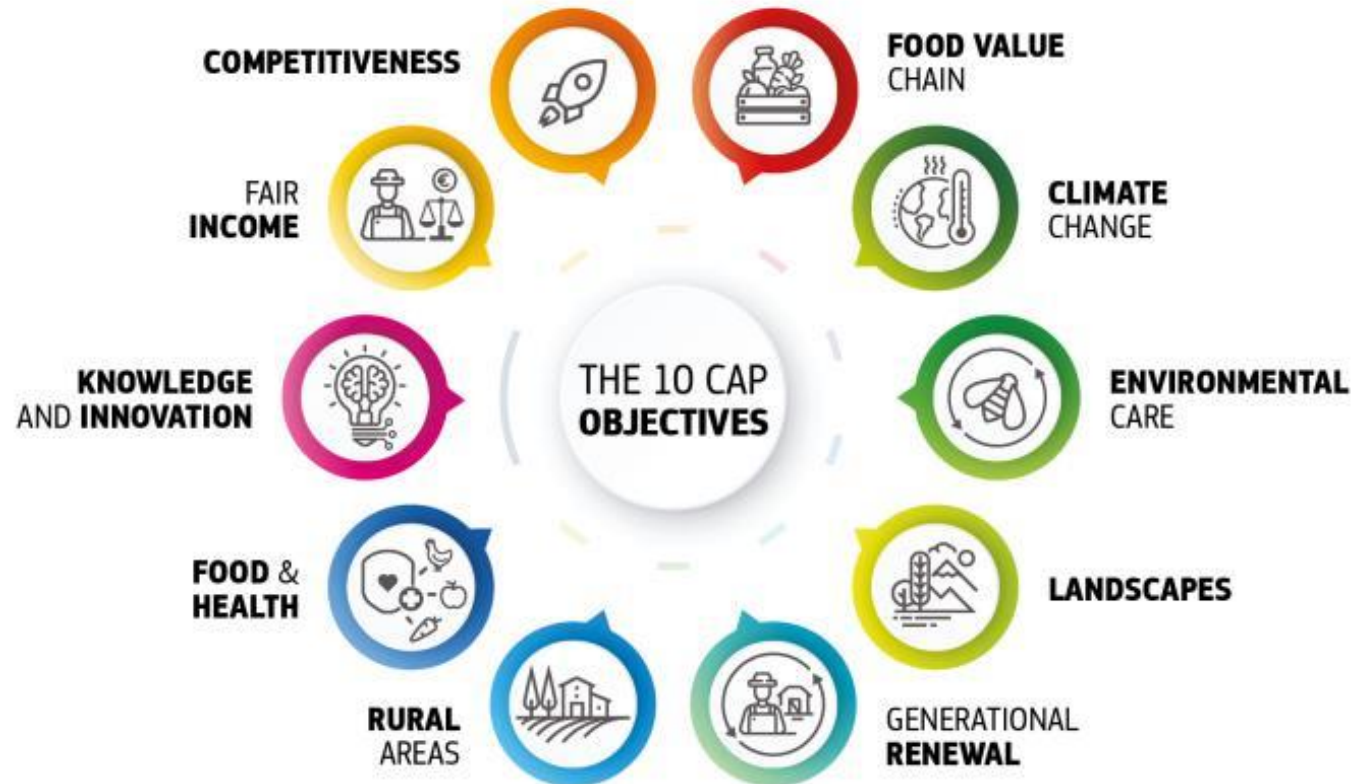 COMPETITIVENESS
FOOD VALUE
CHAIN
FAIR
INCOME
CLIMATE
CHANGE
KNOWLEDGE
AND INNOVATION
THE 10 CAP
OBJECTIVES
ENVIRONMENTAL
CARE
FOOD &
HEALTH
LANDSCAPES
RURAL
AREAS
GENERATIONAL
RENEWAL